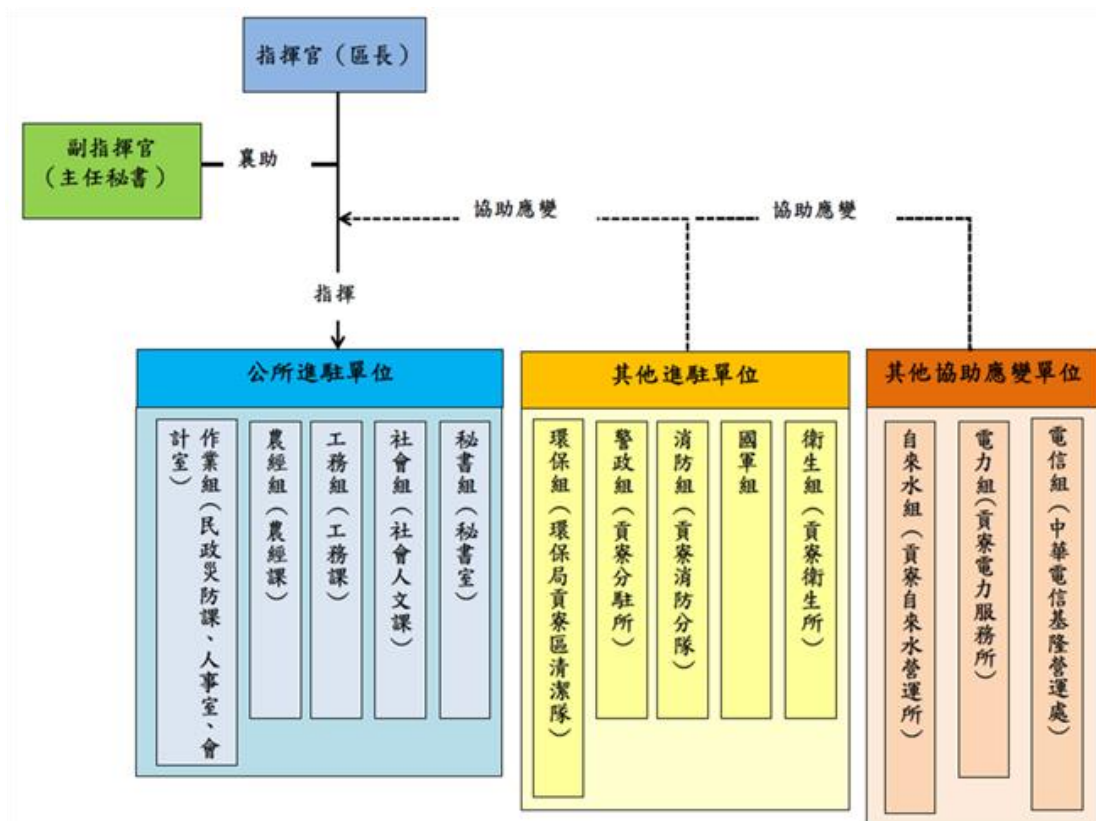 指揮官（區長）
副指揮官
（主任秘書）
襄助
協助應變
協助應變
指揮
公所進駐單位
作業組（民政災防課、人事室、會
計室）
農經組（農經課）
工務組（工務課）
社會組（社會人文課）
秘書組（秘書室）
其他進駐單位
環保組（環保局貢寮區清潔隊）
警政組（貢寮分駐所）
消防組（貢寮消防分隊）
國軍組
衛生組（貢寮衛生所）
其他協助應變單位
自來水組（貢寮自來水營運所）
電力組（貢寮電力服務所）
電信組（中華電信基隆營運處）